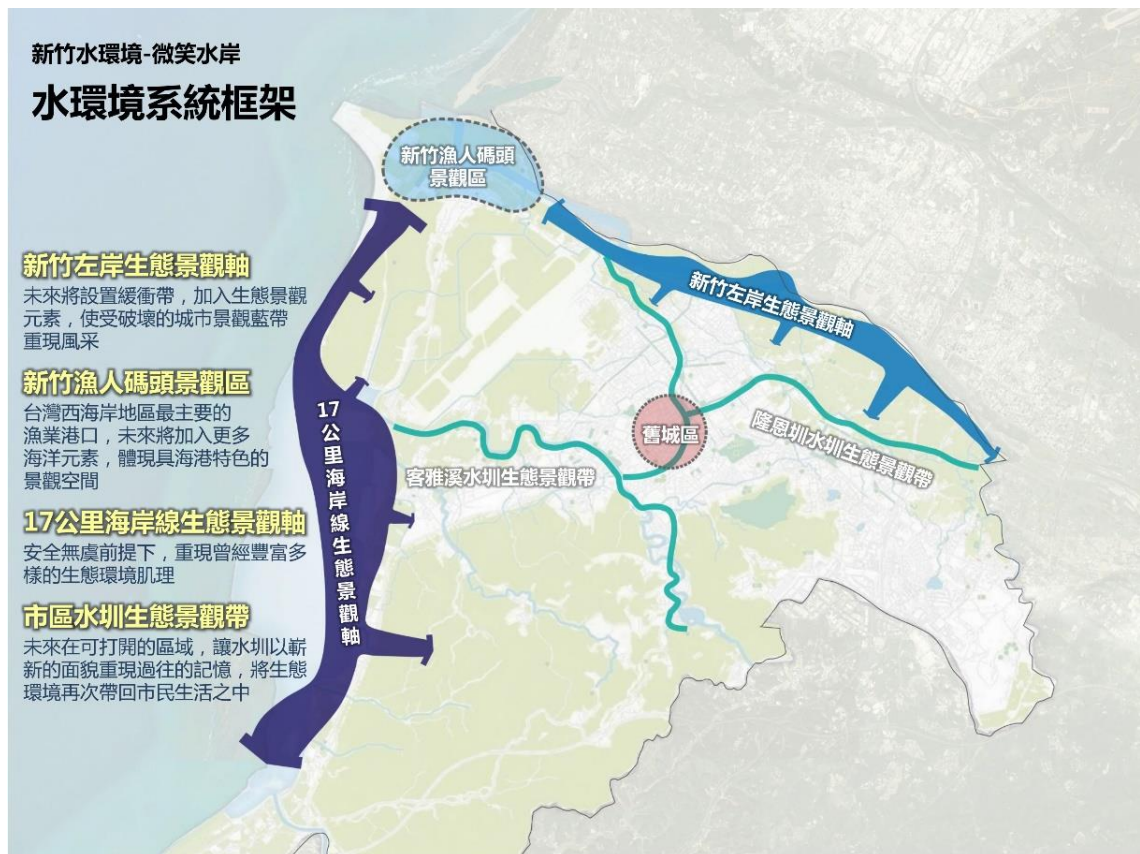 新竹水環境-微笑水岸
水環境系統框架
新竹漁人碼頭
景觀區
新竹左岸生態景觀軸
未來將設置緩衝帶，加入生態景觀
元素，使受破壞的城市景觀藍帶
重現風采
新竹漁人碼頭景觀區
台灣西海岸地區最主要的
漁業港口，未來將加入更多
海洋元素，體現具海港特色的
景觀空間
17公里海岸線生態景觀軸
安全無虞前提下，重現曾經豐富多
樣的生態環境肌理
市區水圳生態景觀帶
未來在可打開的區域，讓水圳以嶄
新的面貌重現過往的記憶，將生態
環境再次帶回市民生活之中
17公里海岸線生態景觀軸
新竹左岸生態景觀軸
舊城區
隆恩圳水圳生態景觀帶
客雅溪水圳生態景觀帶